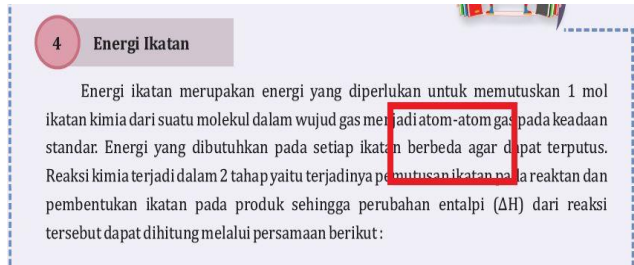 4 Energi Ikatan
Energi ikatan merupakan energi yang diperlukan untuk memutuskan 1 mol
ikatan kimia dari suatu molekul dalam wujud gas menjadi atom-atom gas pada keadaan
standar. Energi yang dibutuhkan pada setiap ikatan berbeda agar dapat terputus.
Reaksi kimia terjadi dalam 2 tahap yaitu terjadinya pemutusan ikatan pada reaktan dan
pembentukan ikatan pada produk sehingga perubahan entalpi (ΔH) dari reaksi
tersebut dapat dihitung melalui persamaan berikut :